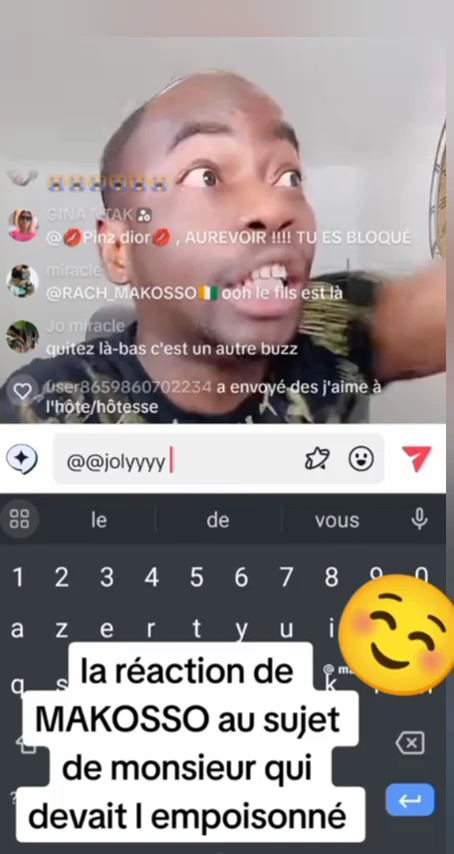 GINA NTAK
@💋Pinz dior💋 , AUREVOIR !!!! TU ES BLOQUÉ
miracle
@RACH_MAKOSSO🇨🇮 ooh le fils est là
Jo miracle
quitez là-bas c'est un autre buzz
user8659860702234 a envoyé des j'aime à
l'hôte/hôtesse
@@jolyyyy
le de vous
1 2 3 4 5 6 7 8 9 0
a z e r t y u i
q s k
la réaction de
MAKOSSO au sujet
de monsieur qui
devait l empoisonné